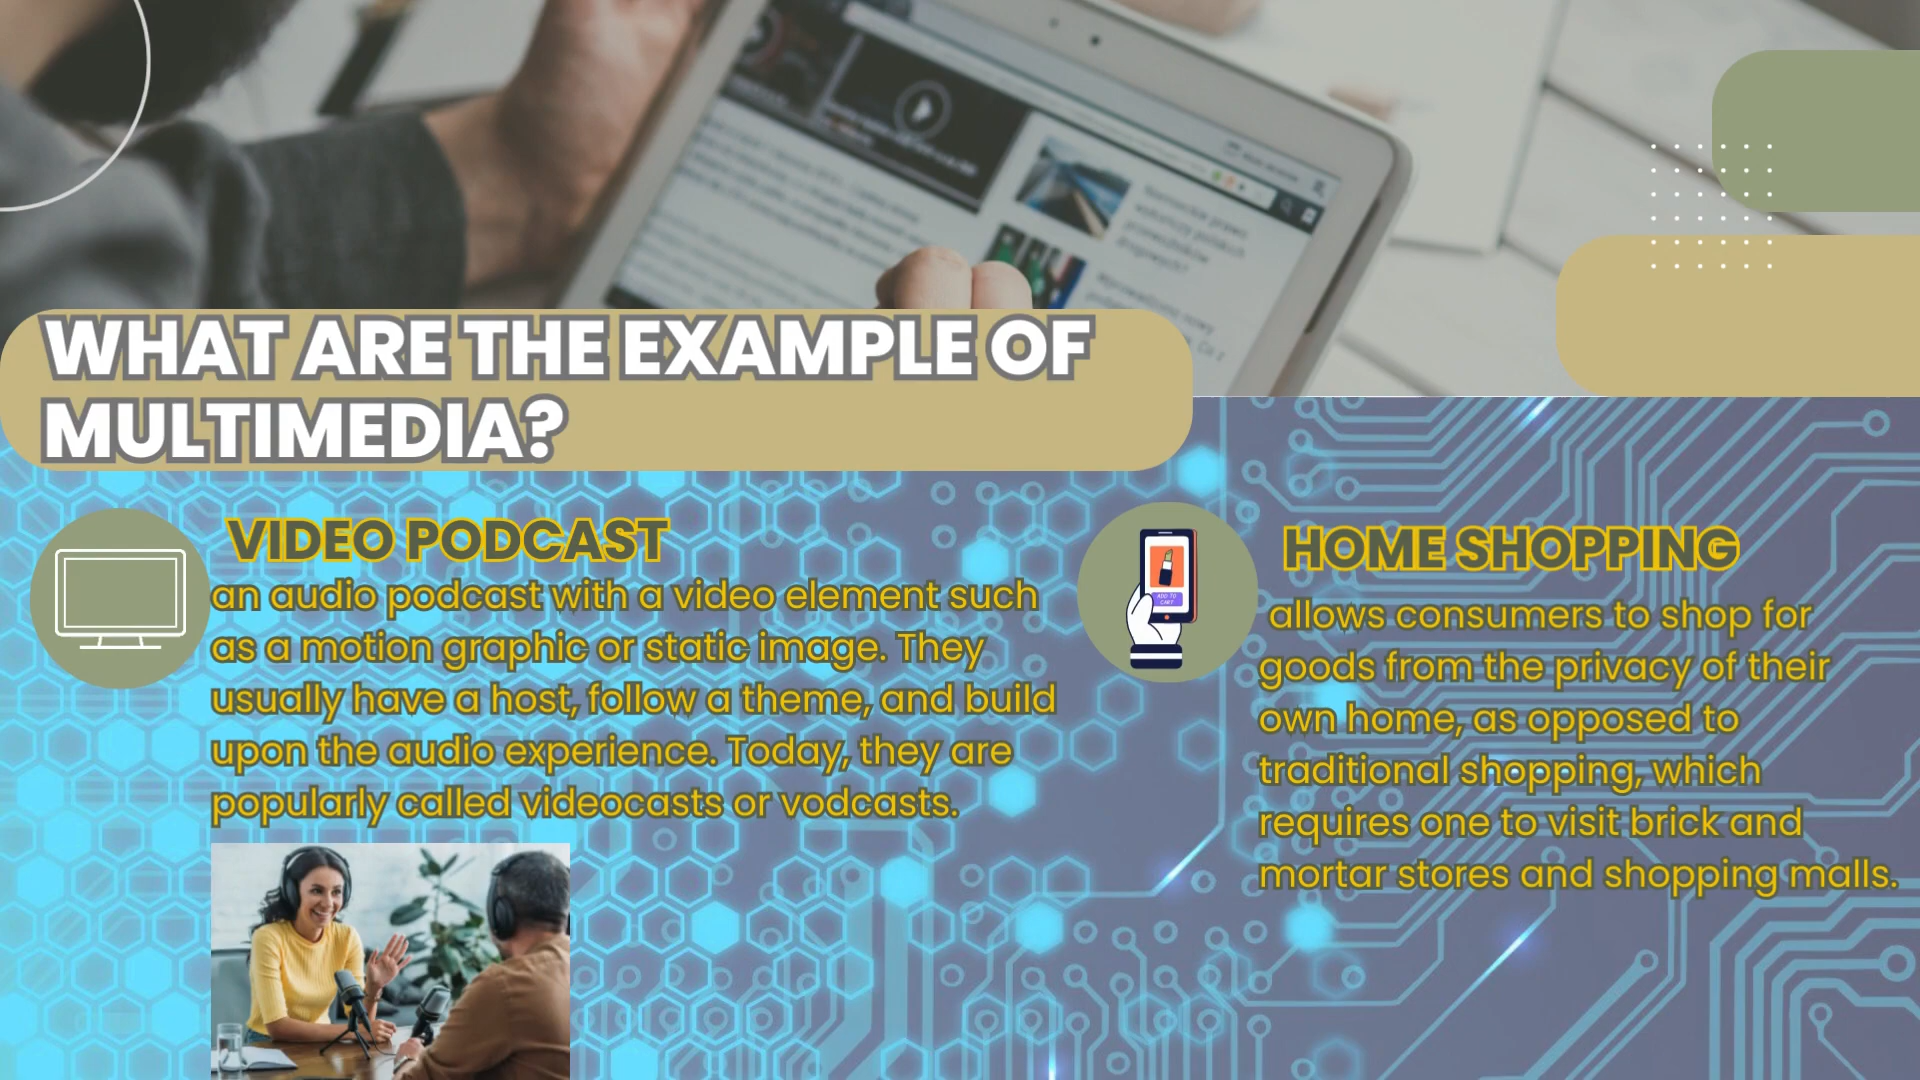 WHAT ARE THE EXAMPLE OF
MULTIMEDIA?
VIDEO PODCAST
an audio podcast with a video element such
as a motion graphic or static image. They
usually have a host, follow a theme, and build
upon the audio experience. Today, they are
popularly called videocasts or vodcasts.
ADD TO
CART
HOME SHOPPING
allows consumers to shop for
goods from the privacy of their
own home, as opposed to
traditional shopping, which
requires one to visit brick and
mortar stores and shopping malls.